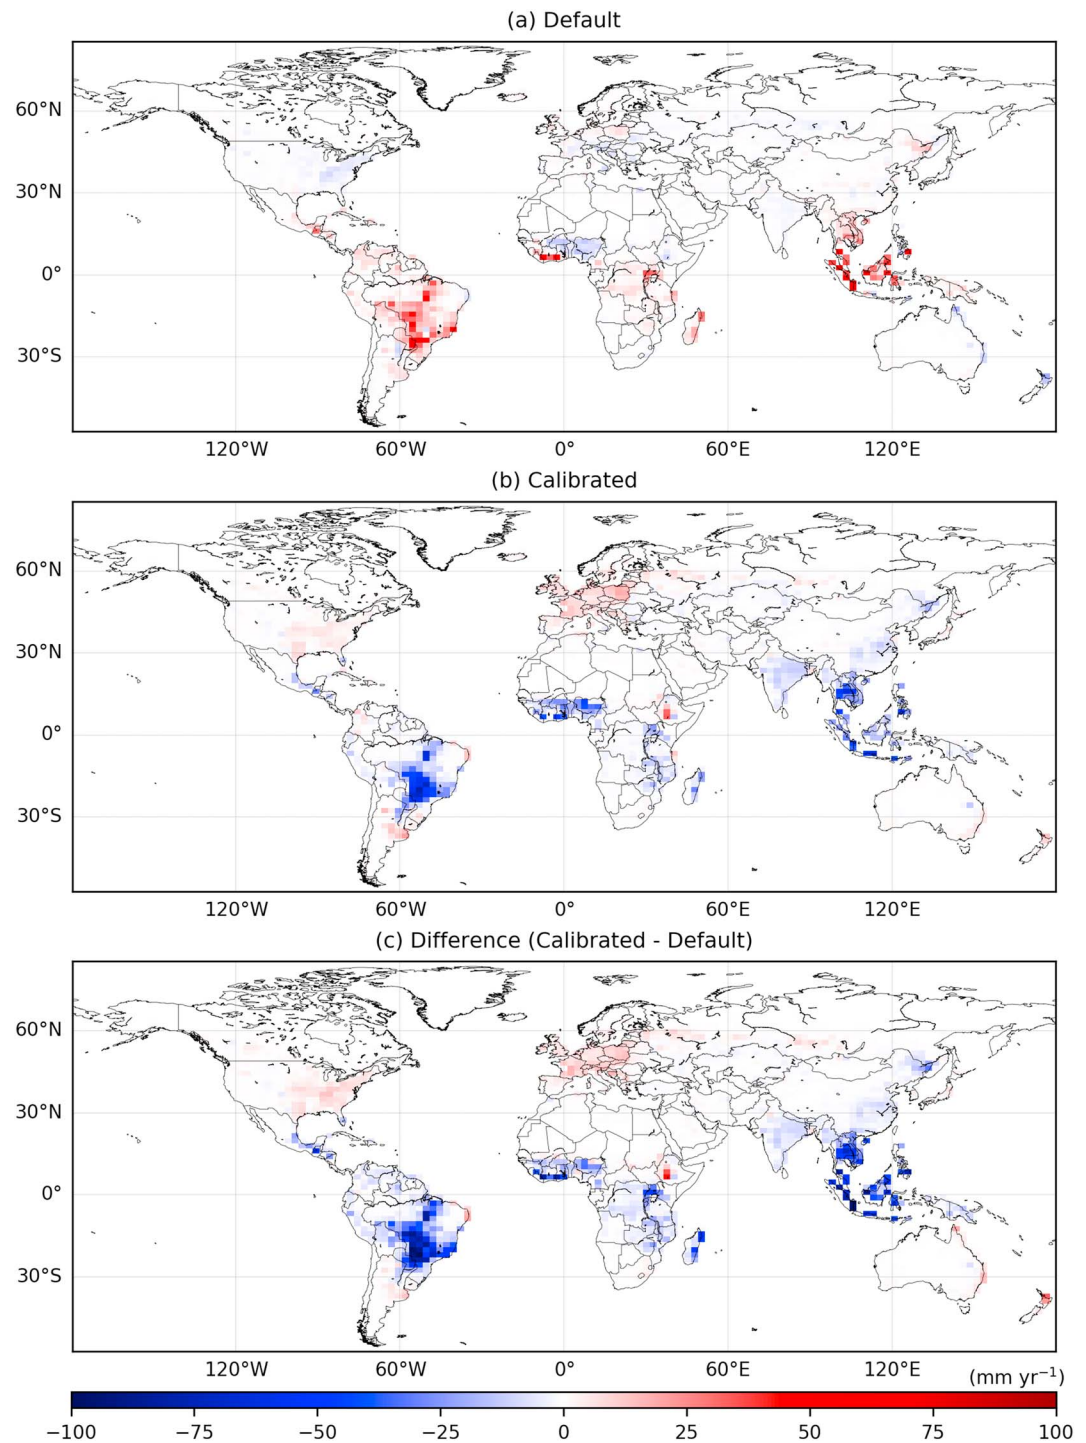 (a) Default
60°N
30°N
0°
30°S
120°W 60°W 0° 60°E 120°E
(b) Calibrated
60°N
30°N
0°
30°S
120°W 60°W 0° 60°E 120°E
(c) Difference (Calibrated - Default)
60°N
30°N
0°
30°S
120°W 60°W 0° 60°E 120°E
(mm yr⁻¹)
−100 −75 −50 −25 0 25 50 75 100